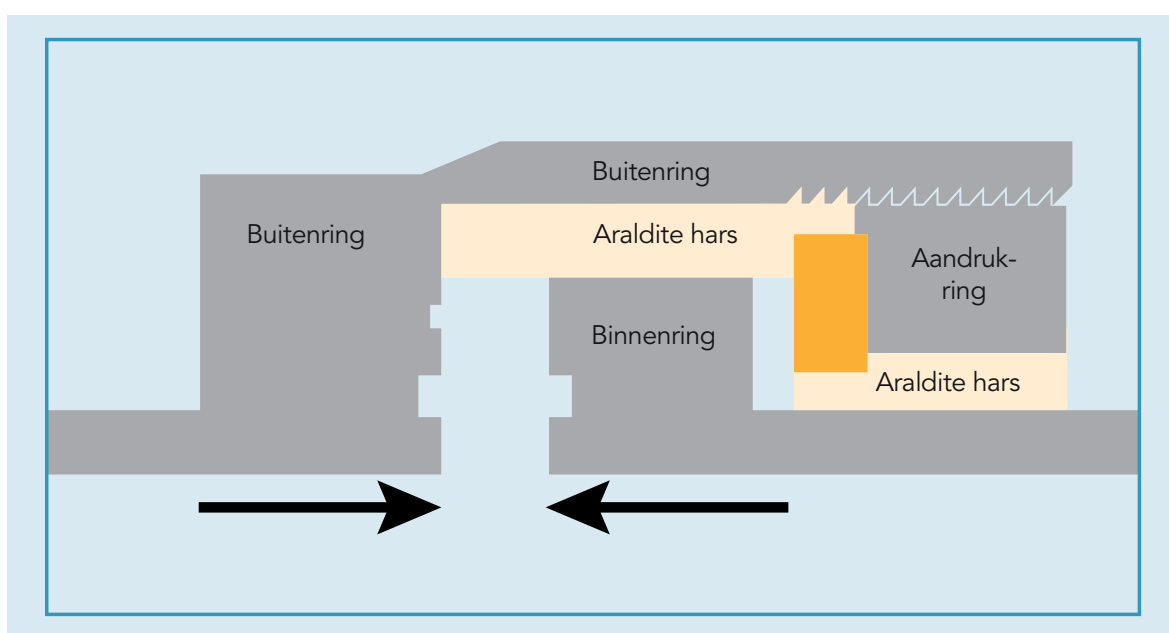 Buitenring
Buitenring
Araldite hars
Aandruk-
ring
Binnenring
Araldite hars